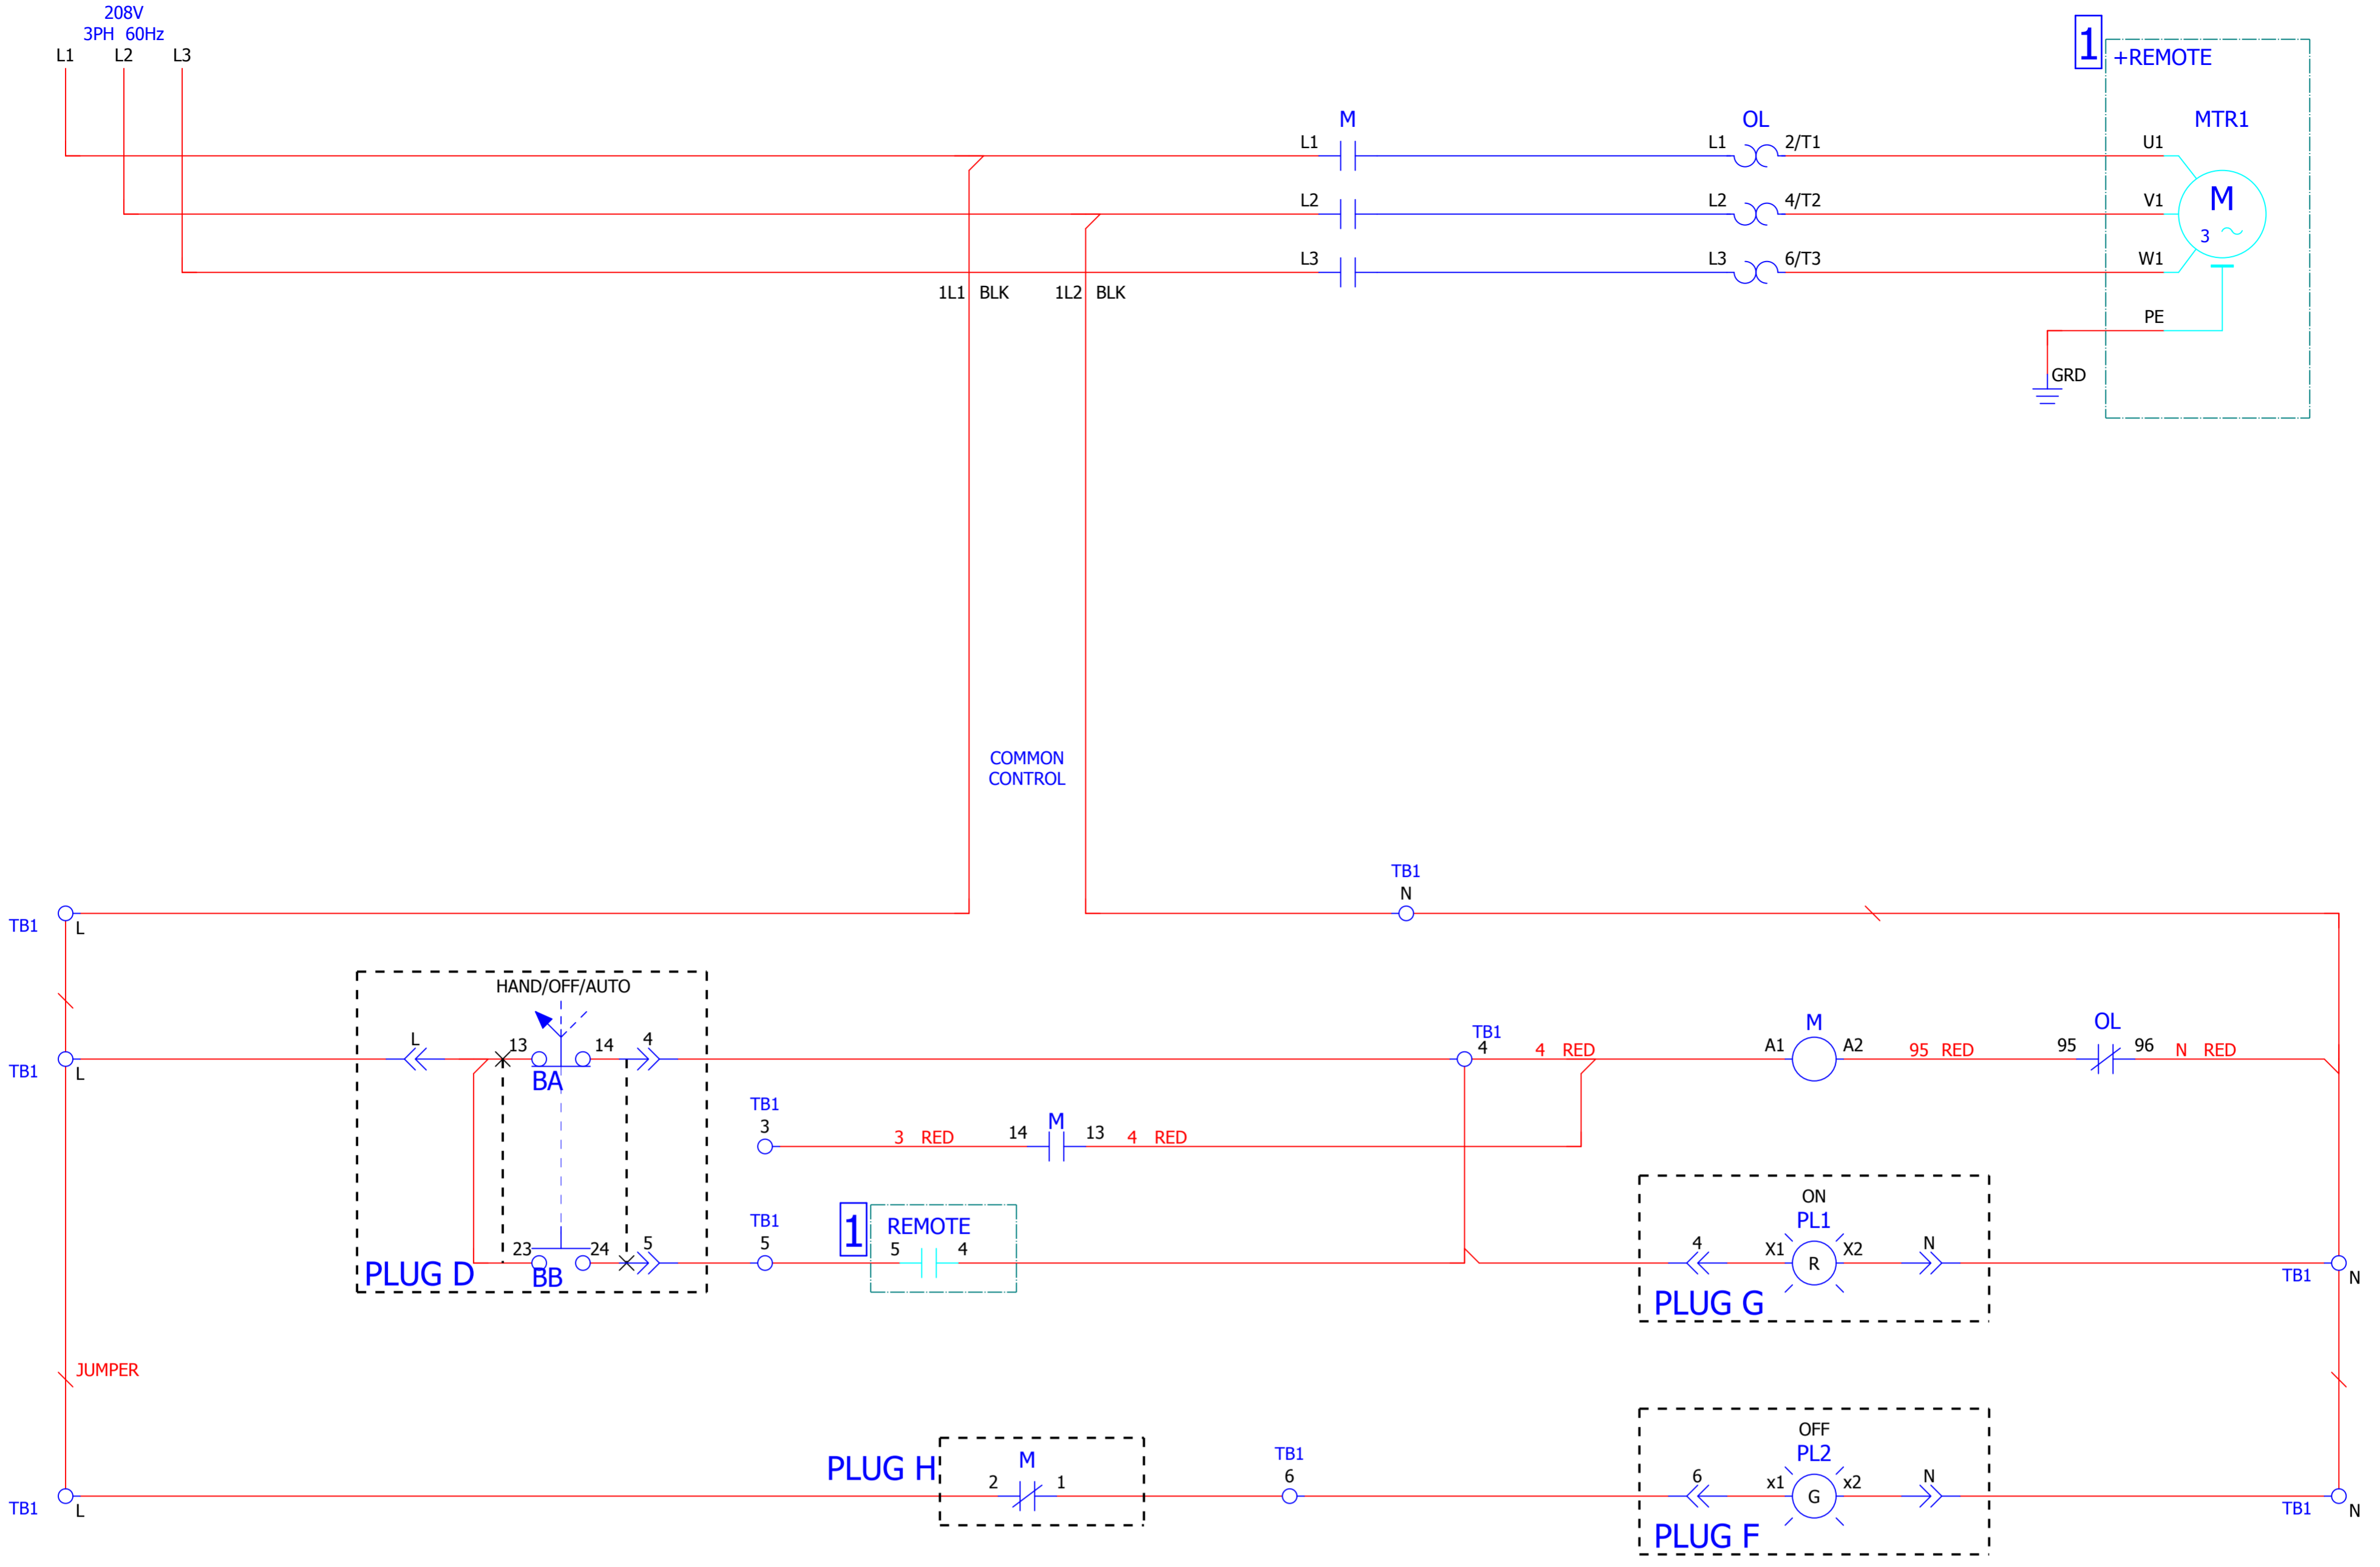 208V
3PH 60Hz
L1 L2 L3
1
+REMOTE
M OL MTR1
L1 L1 2/T1 U1
L2 L2 4/T2 V1
M
3
L3 L3 6/T3 W1
1L1 BLK 1L2 BLK
PE
GRD
COMMON
CONTROL
TB1
N
TB1 L
HAND/OFF/AUTO
L 13 14 4
BA
TB1 L
TB1
4
4 RED
M
A1 A2
95 RED
OL
95 96
N RED
TB1
3
3 RED
M
14 13
4 RED
23 24 5
BB
PLUG D
TB1
5
1
REMOTE
5 4
ON
PL1
4 X1 R X2 N
PLUG G
TB1 N
JUMPER
TB1 L
PLUG H
M
2 1
TB1
6
OFF
PL2
6 x1 G x2 N
PLUG F
TB1 N